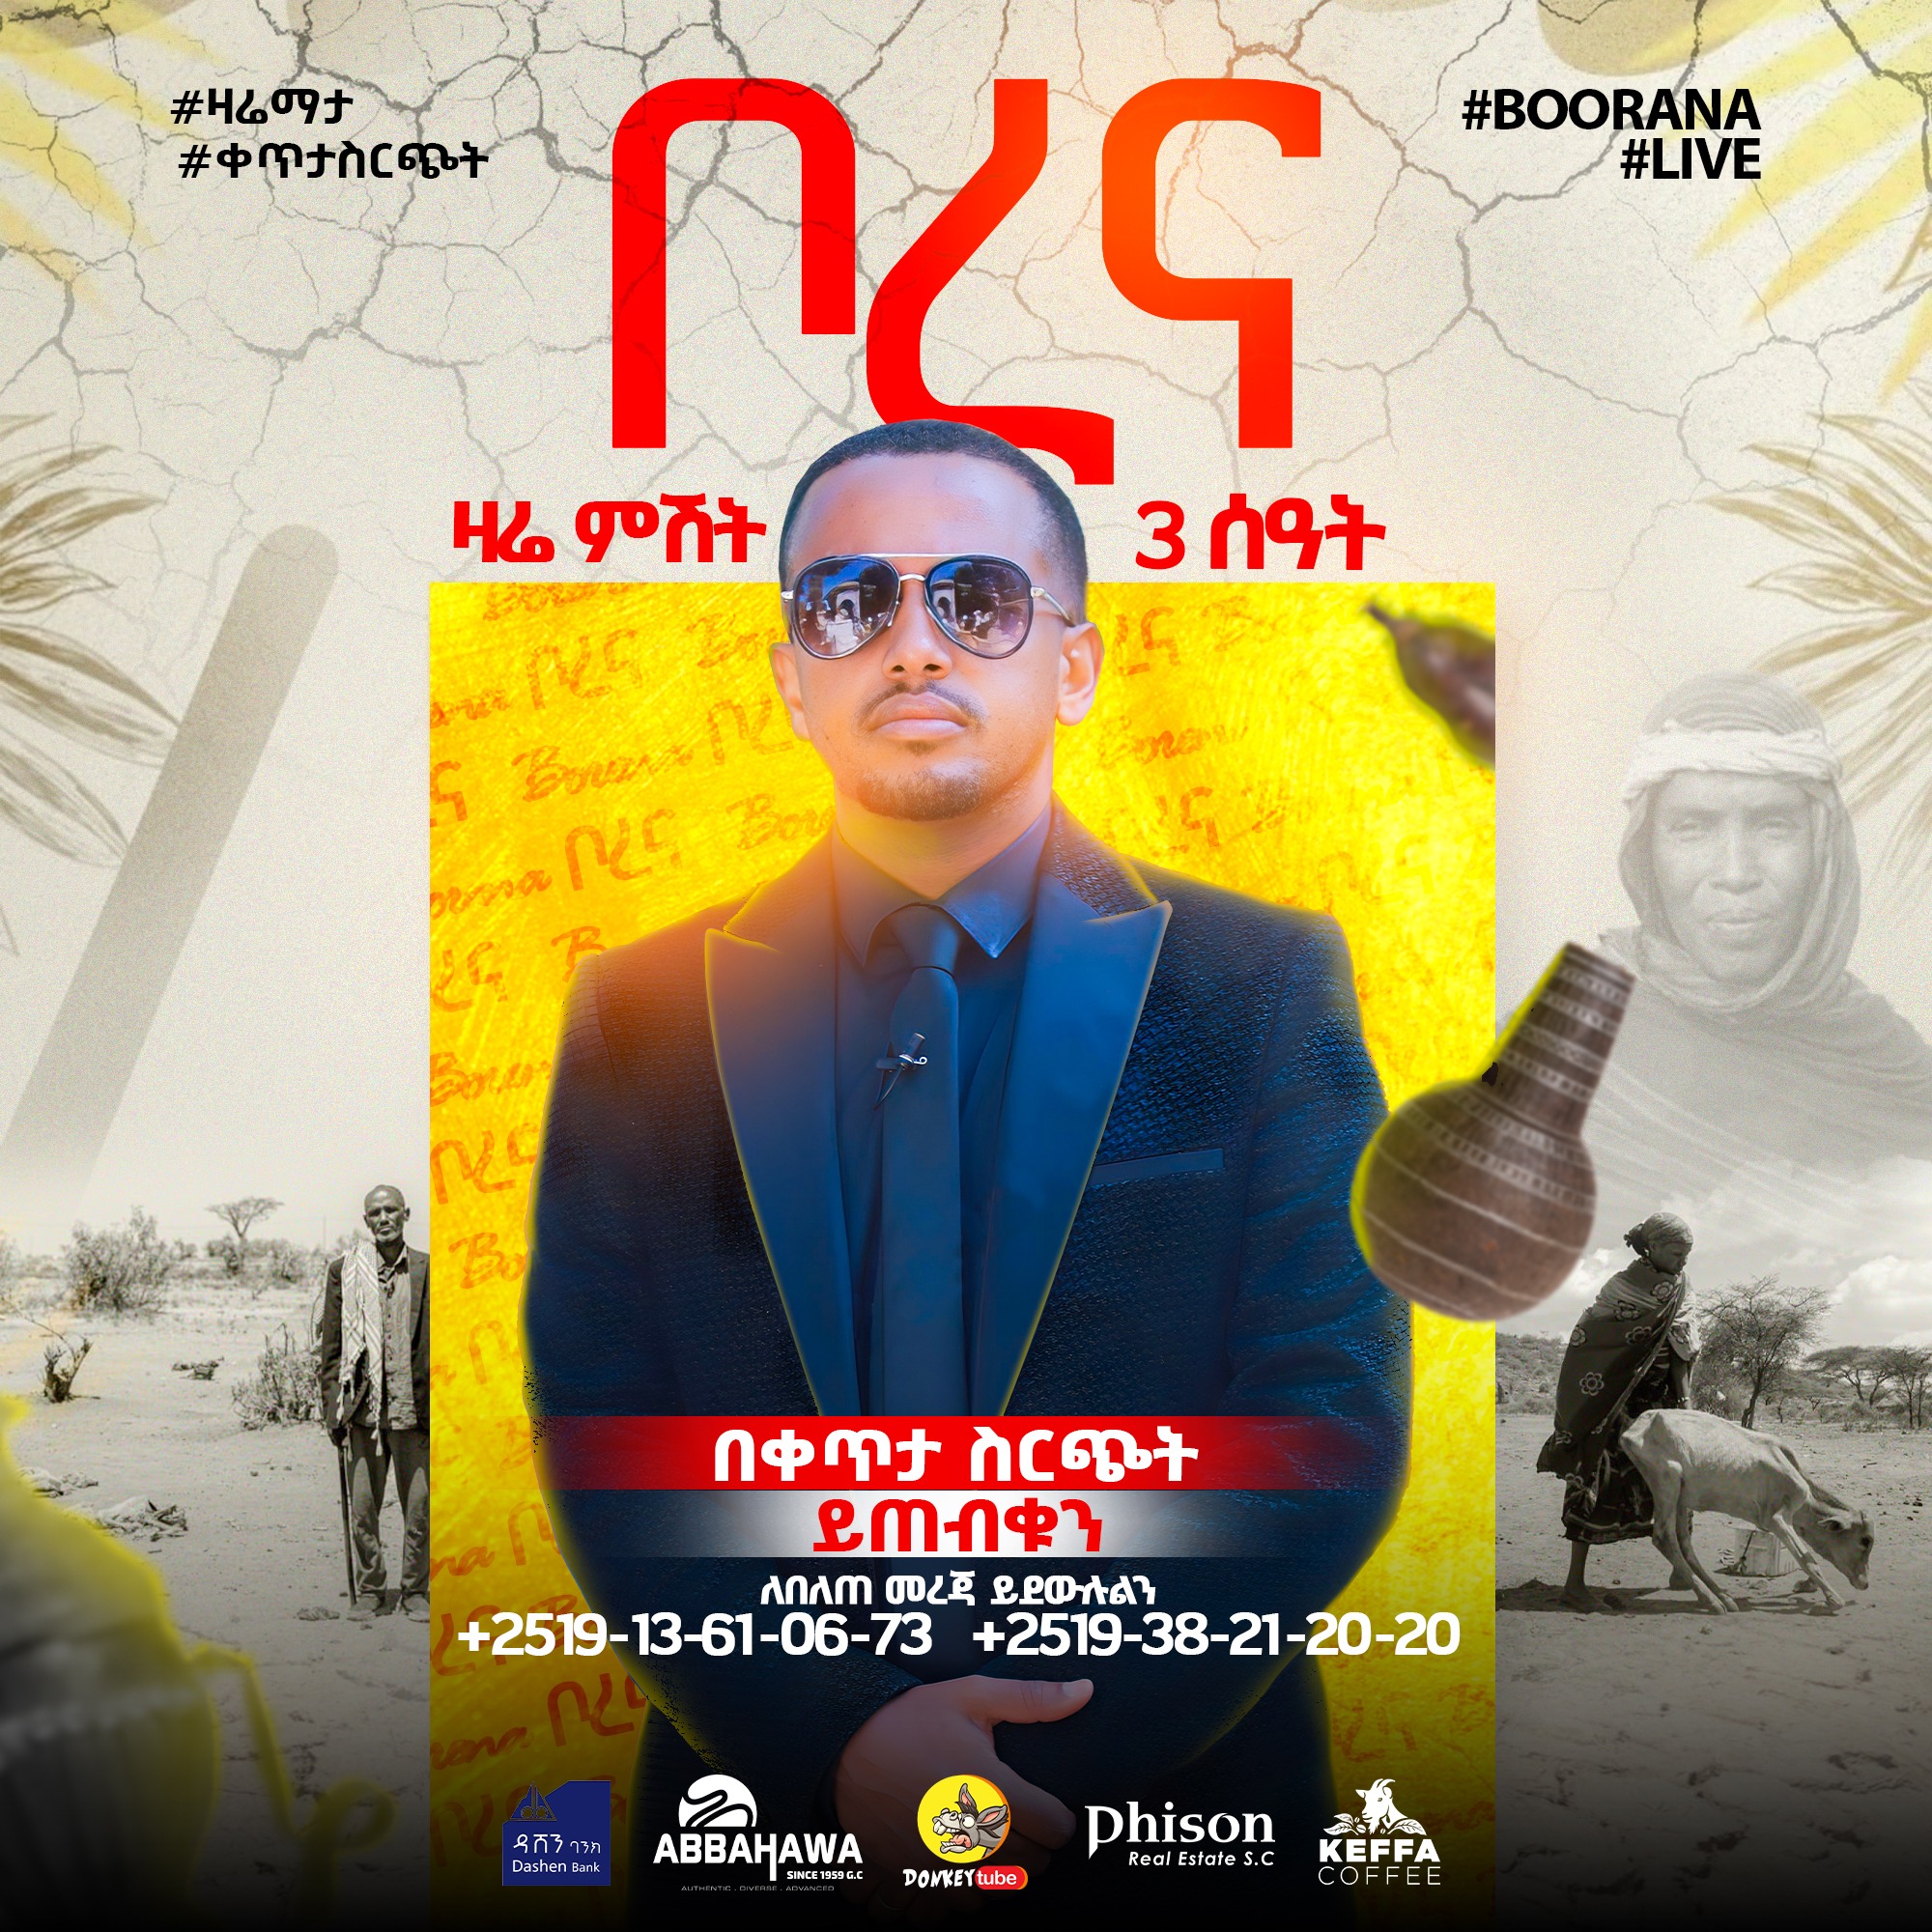 #ዛሬማታ
#ቀጥታስርጭት
#BOORANA
#LIVE
ቦረና
ዛሬ ምሽት 3 ሰዓት
በቀጥታ ስርጭት
ይጠብቁን
ለበለጠ መረጃ ይደውሉልን
+2519-13-61-06-73 +2519-38-21-20-20
ዳሸን ባንክ
Dashen Bank
ABBAHAWA
SINCE 1959 G.C
AUTHENTIC . DIVERSE . ADVANCED
DONKEY tube
Phison
Real Estate S.C
KEFFA
COFFEE